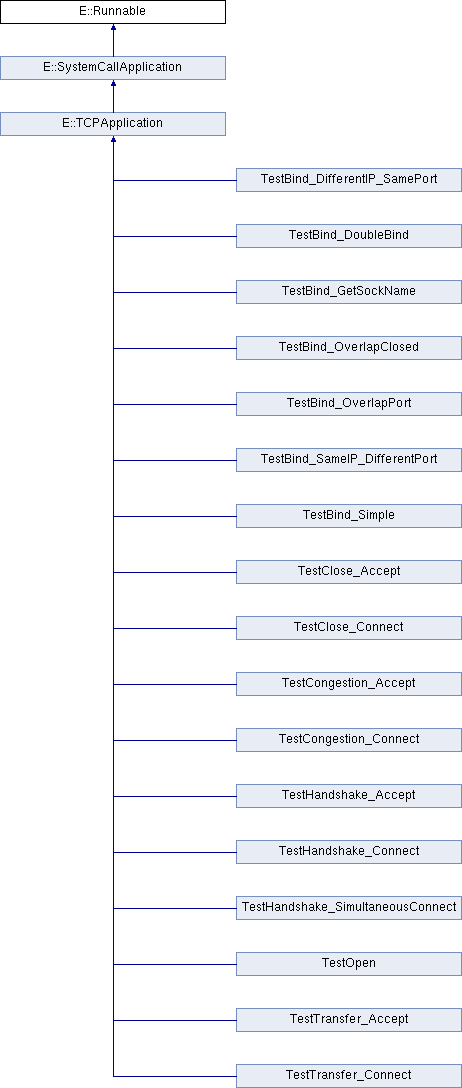 E::Runnable
E::SystemCallApplication
E::TCPApplication
TestBind_DifferentIP_SamePort
TestBind_DoubleBind
TestBind_GetSockName
TestBind_OverlapClosed
TestBind_OverlapPort
TestBind_SameIP_DifferentPort
TestBind_Simple
TestClose_Accept
TestClose_Connect
TestCongestion_Accept
TestCongestion_Connect
TestHandshake_Accept
TestHandshake_Connect
TestHandshake_SimultaneousConnect
TestOpen
TestTransfer_Accept
TestTransfer_Connect